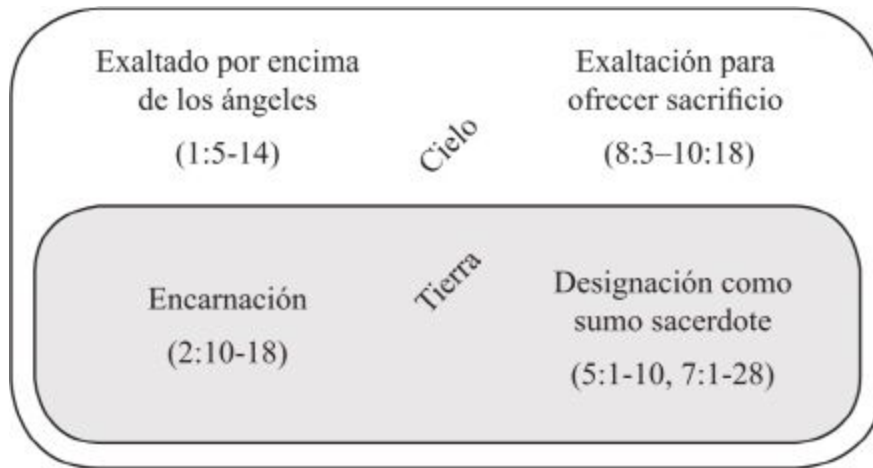 Exaltado por encima
de los ángeles
(1:5-14)
Cielo
Exaltación para
ofrecer sacrificio
(8:3–10:18)
Encarnación
(2:10-18)
Tierra
Designación como
sumo sacerdote
(5:1-10, 7:1-28)